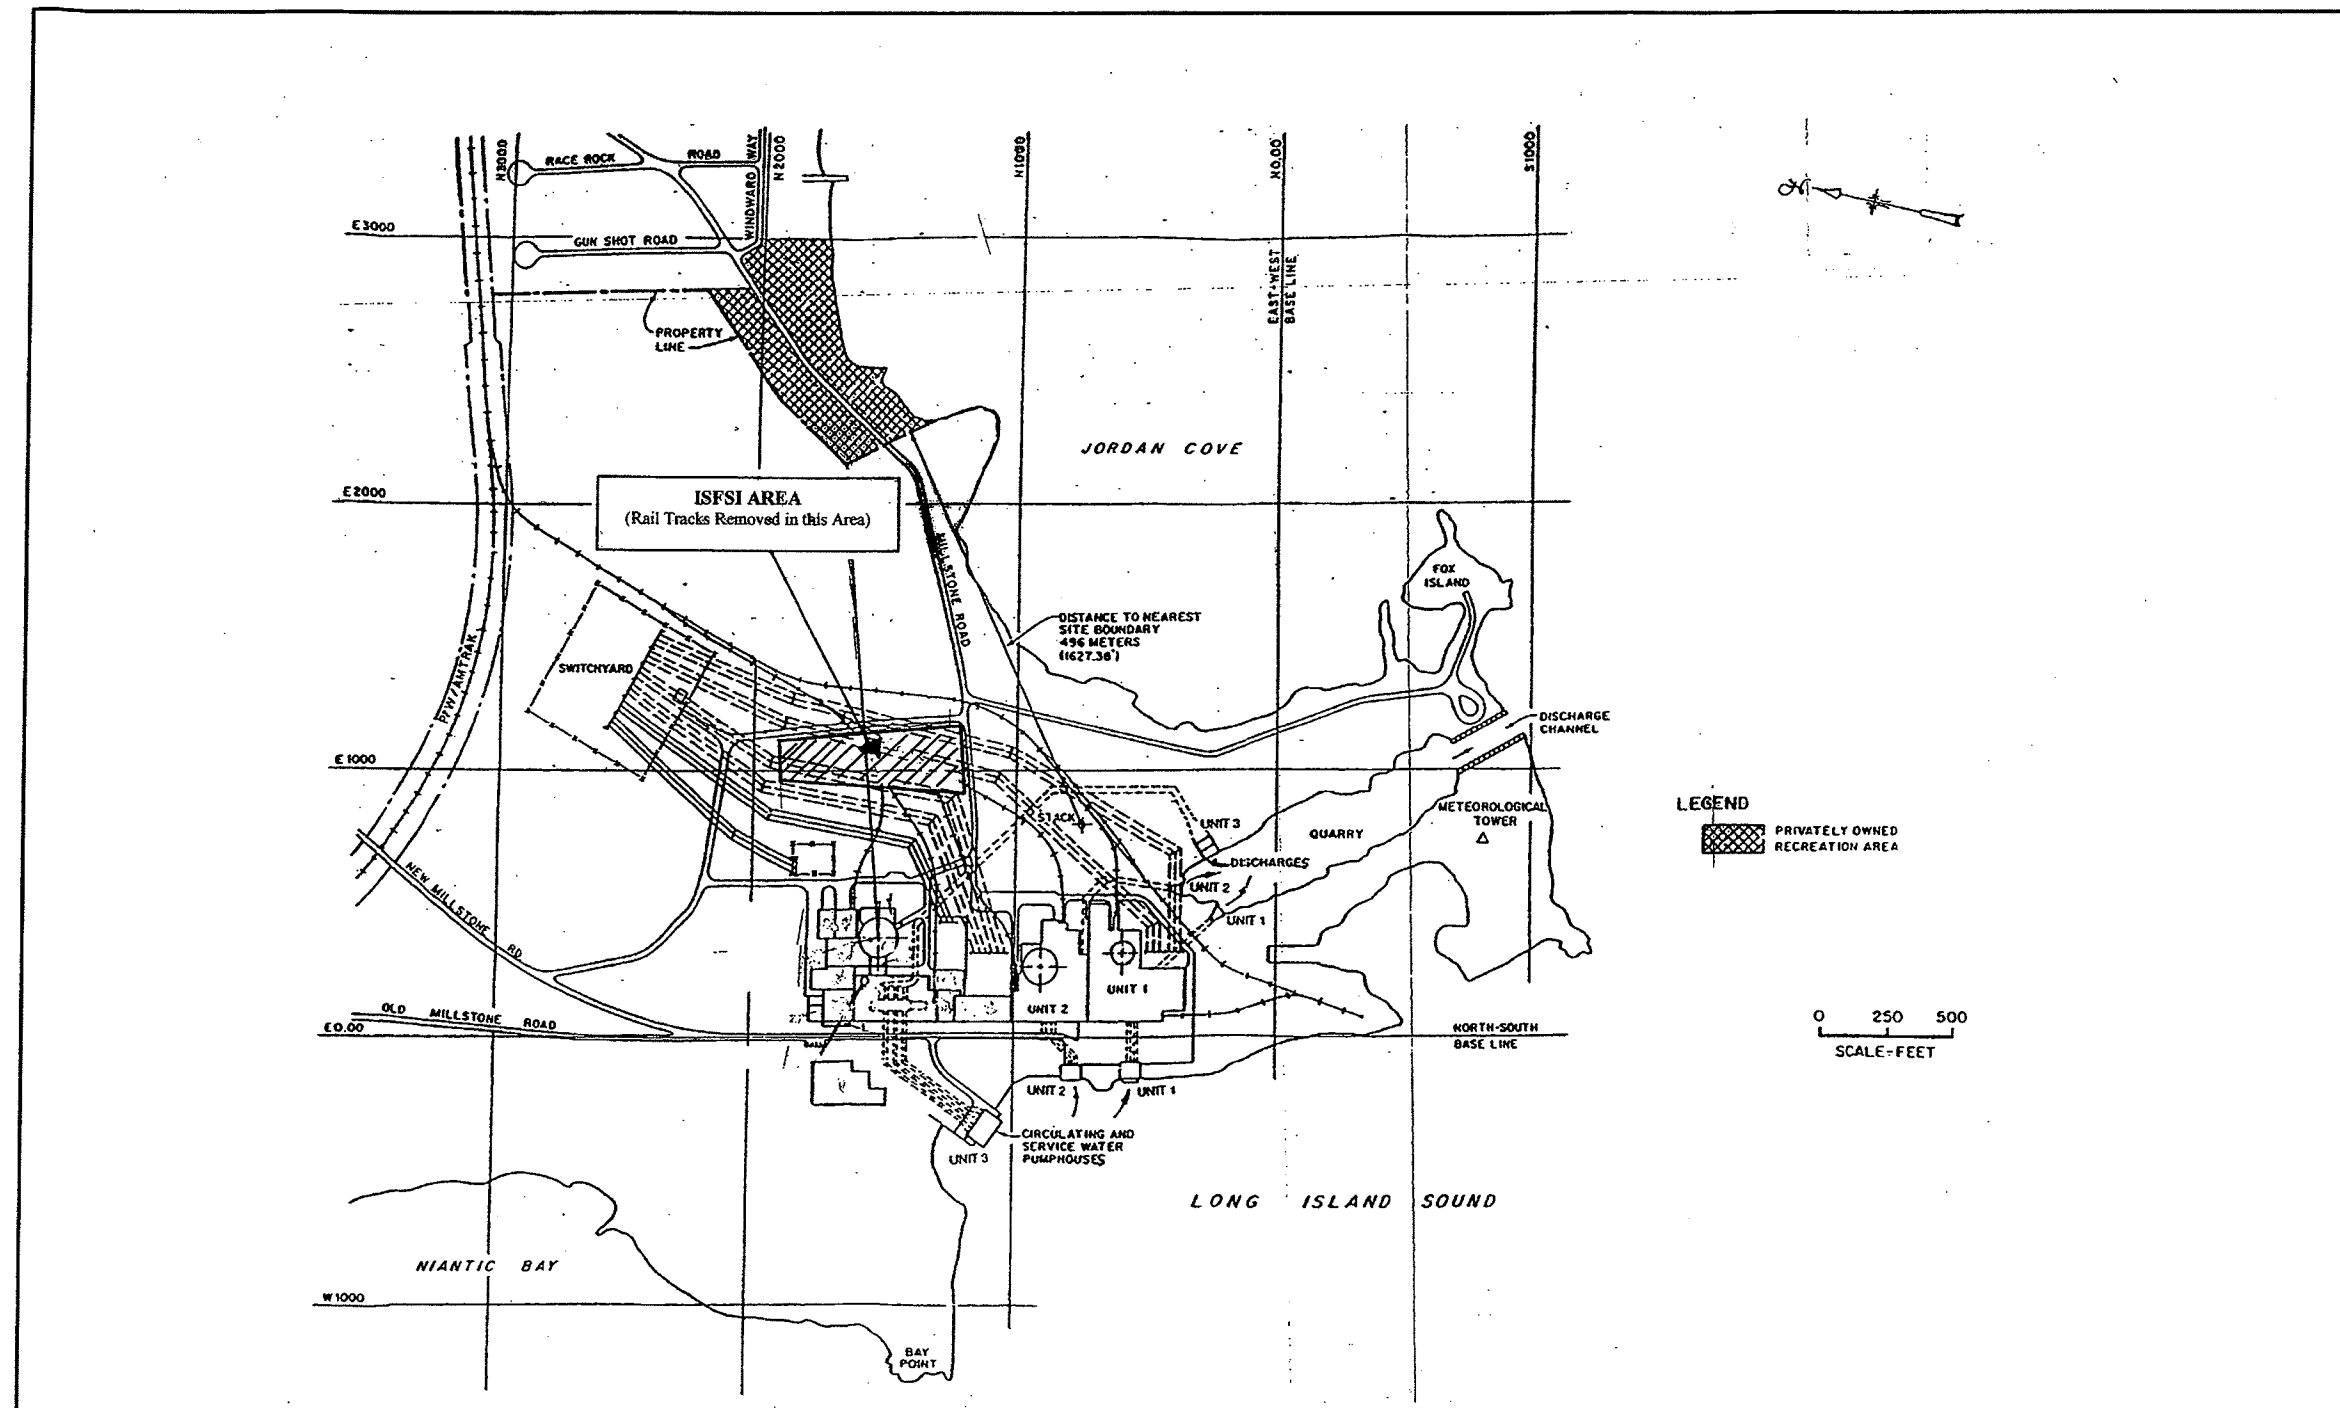 RACE ROCK
ROAD
WINDWARD WAY
N3000
N2000
N1000
N0.00
S1000
E3000
GUN SHOT ROAD
EAST-WEST
BASE LINE
PROPERTY
LINE
JORDAN COVE
E2000
ISFSI AREA
(Rail Tracks Removed in this Area)
MILLSTONE ROAD
FOX
ISLAND
DISTANCE TO NEAREST
SITE BOUNDARY
496 METERS
(1627.38')
SWITCHYARD
P/W/AMTRAK
DISCHARGE
CHANNEL
E1000
METEOROLOGICAL
TOWER
LEGEND
PRIVATELY OWNED
RECREATION AREA
STACK
UNIT 3
QUARRY
DISCHARGES
UNIT 2
UNIT 1
NEW MILLSTONE RD.
UNIT 2
UNIT 1
OLD MILLSTONE ROAD
E0.00
NORTH-SOUTH
BASE LINE
0 250 500
SCALE-FEET
UNIT 2
UNIT 1
CIRCULATING AND
SERVICE WATER
PUMPHOUSES
UNIT 3
LONG ISLAND SOUND
NIANTIC BAY
W1000
BAY
POINT